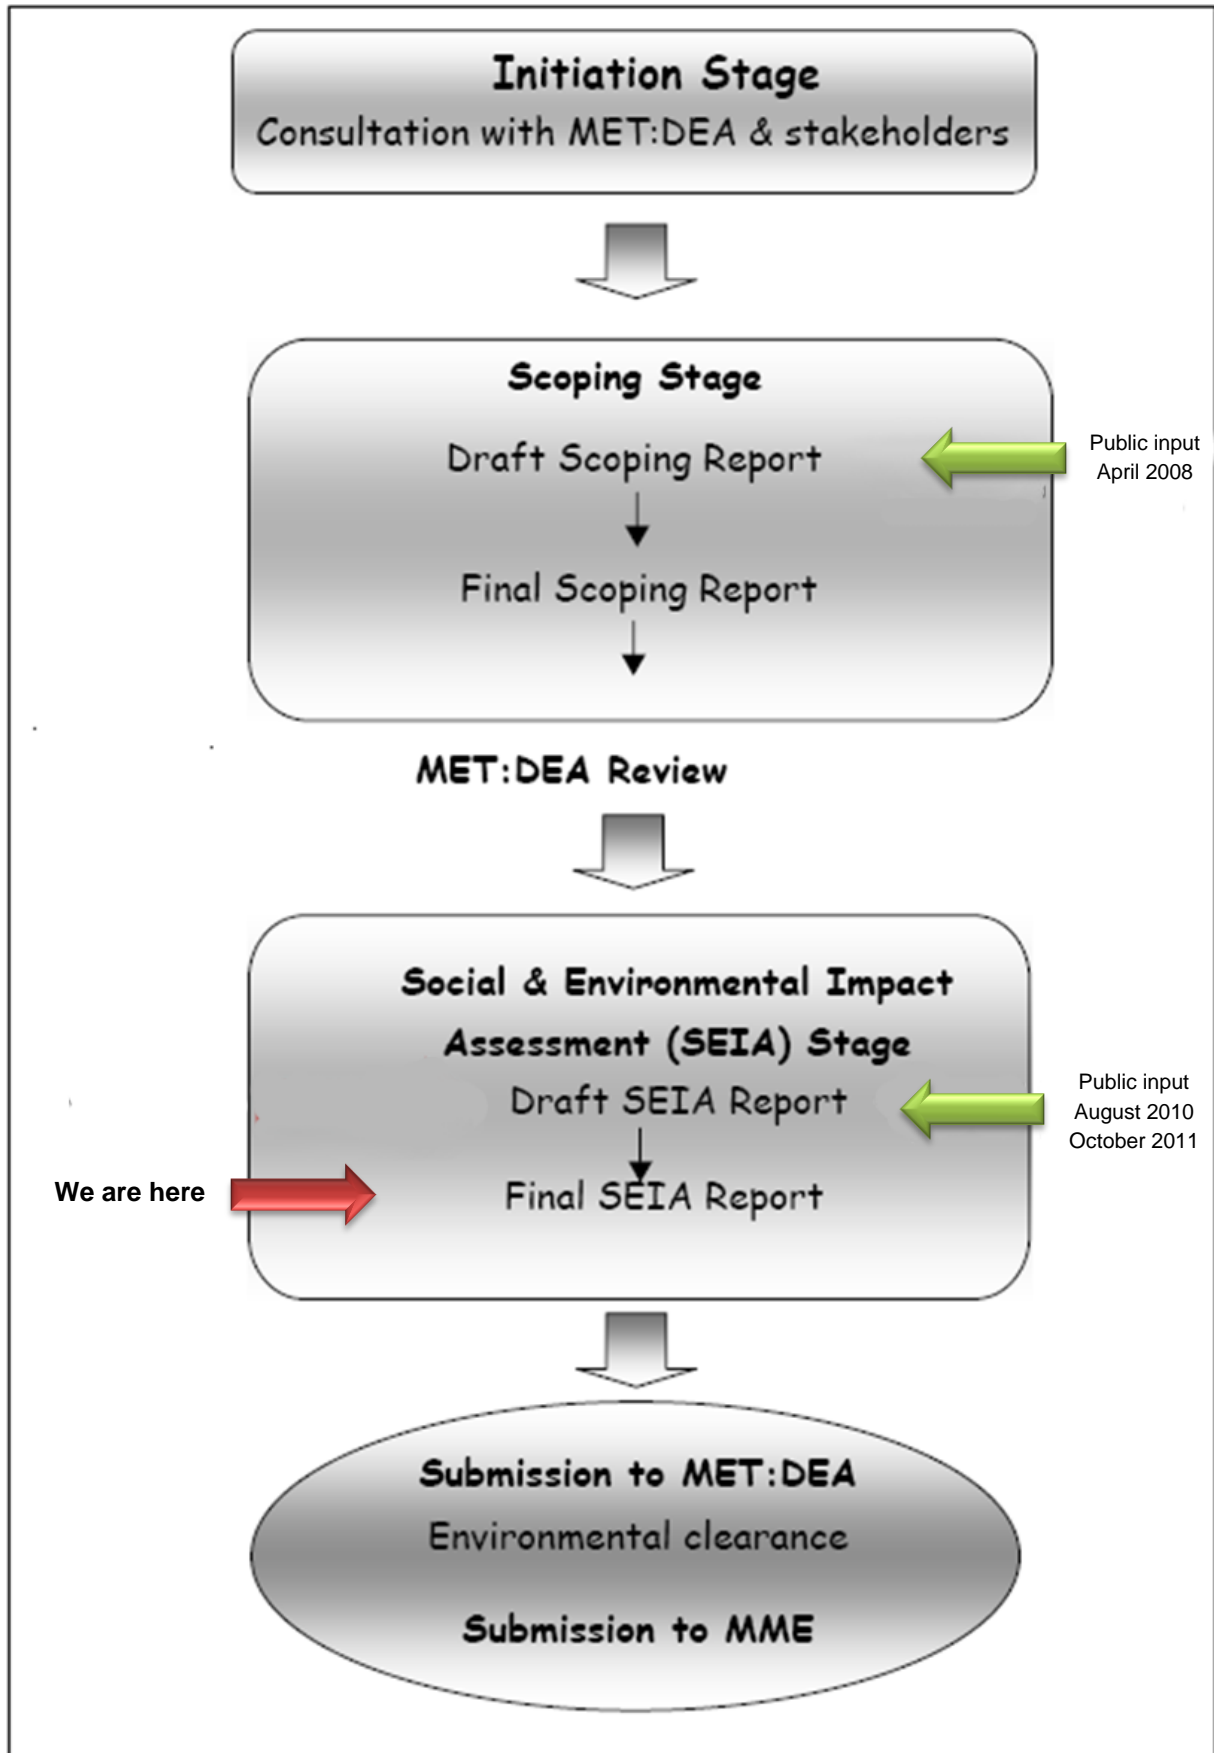 Initiation Stage
Consultation with MET:DEA & stakeholders
Scoping Stage
Draft Scoping Report
Public input
April 2008
Final Scoping Report
MET:DEA Review
Social & Environmental Impact
Assessment (SEIA) Stage
Draft SEIA Report
Public input
August 2010
October 2011
We are here
Final SEIA Report
Submission to MET:DEA
Environmental clearance
Submission to MME